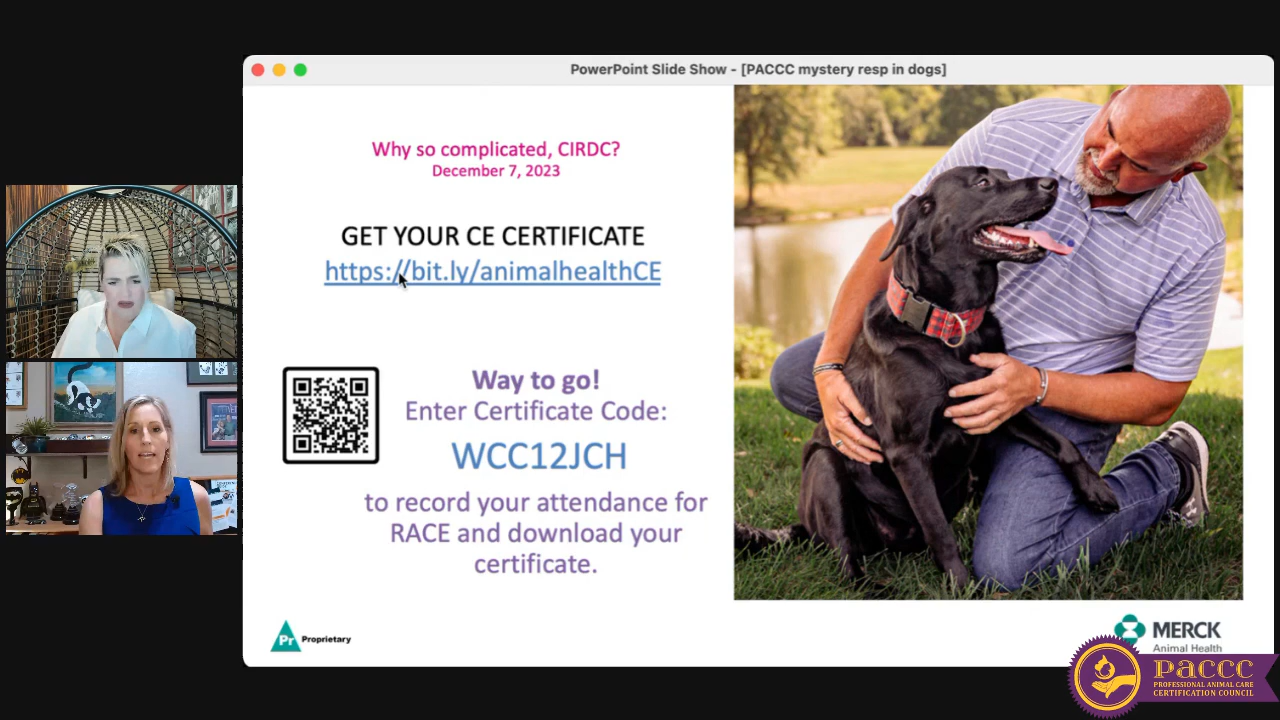 PowerPoint Slide Show - [PACCC mystery resp in dogs]
Why so complicated, CIRDC?
December 7, 2023
GET YOUR CE CERTIFICATE
https://bit.ly/animalhealthCE
Way to go!
Enter Certificate Code:
WCC12JCH
to record your attendance for
RACE and download your
certificate.
Pr Proprietary
MERCK
Animal Health
PACCC
PROFESSIONAL ANIMAL CARE
CERTIFICATION COUNCIL